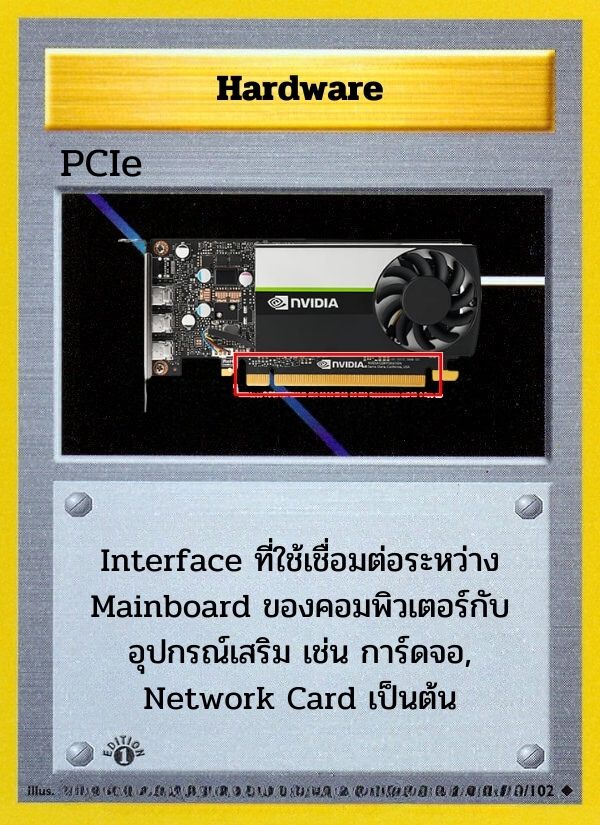 Hardware
PCIe
NVIDIA
NVIDIA
Interface ที่ใช้เชื่อมต่อระหว่าง
Mainboard ของคอมพิวเตอร์กับ
อุปกรณ์เสริม เช่น การ์ดจอ,
Network Card เป็นต้น
EDITION
1
illus.
/102